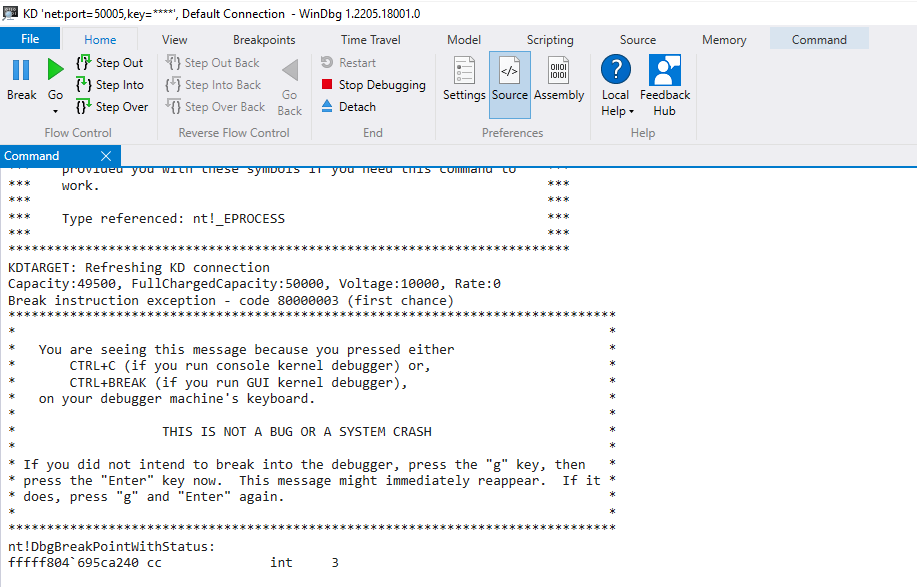 KD 'net:port=50005,key=****', Default Connection  - WinDbg 1.2205.18001.0
File Home View Breakpoints Time Travel Model Scripting Source Memory Command
Break
Go
Step Out
Step Into
Step Over
Flow Control
Step Out Back
Step Into Back
Step Over Back
Go Back
Reverse Flow Control
Restart
Stop Debugging
Detach
End
Settings
Source
Assembly
Preferences
Local Help
Feedback Hub
Help
Command
***    provided you with these symbols if you need this command to    ***
***    work.                                                          ***
***                                                                   ***
***    Type referenced: nt!_EPROCESS                                  ***
***                                                                   ***
*************************************************************************
KDTARGET: Refreshing KD connection
Capacity:49500, FullChargedCapacity:50000, Voltage:10000, Rate:0
Break instruction exception - code 80000003 (first chance)
*******************************************************************************
*                                                                             *
*   You are seeing this message because you pressed either                    *
*       CTRL+C (if you run console kernel debugger) or,                       *
*       CTRL+BREAK (if you run GUI kernel debugger),                          *
*   on your debugger machine's keyboard.                                      *
*                                                                             *
*                   THIS IS NOT A BUG OR A SYSTEM CRASH                       *
*                                                                             *
* If you did not intend to break into the debugger, press the "g" key, then   *
* press the "Enter" key now.  This message might immediately reappear.  If it *
* does, press "g" and "Enter" again.                                          *
*                                                                             *
*******************************************************************************
nt!DbgBreakPointWithStatus:
fffff804`695ca240 cc              int     3